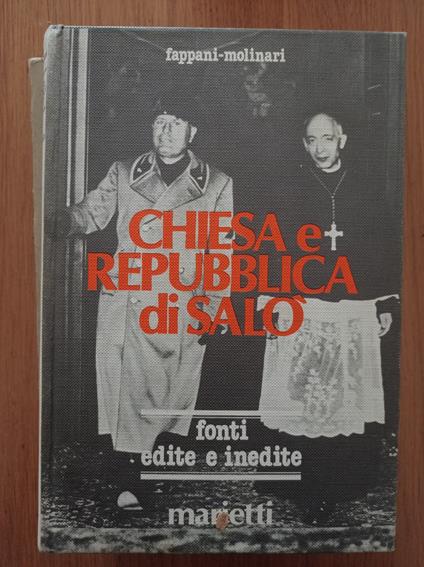 fappani-molinari
CHIESA e
REPUBBLICA
di SALÒ
fonti
edite e inedite
marietti